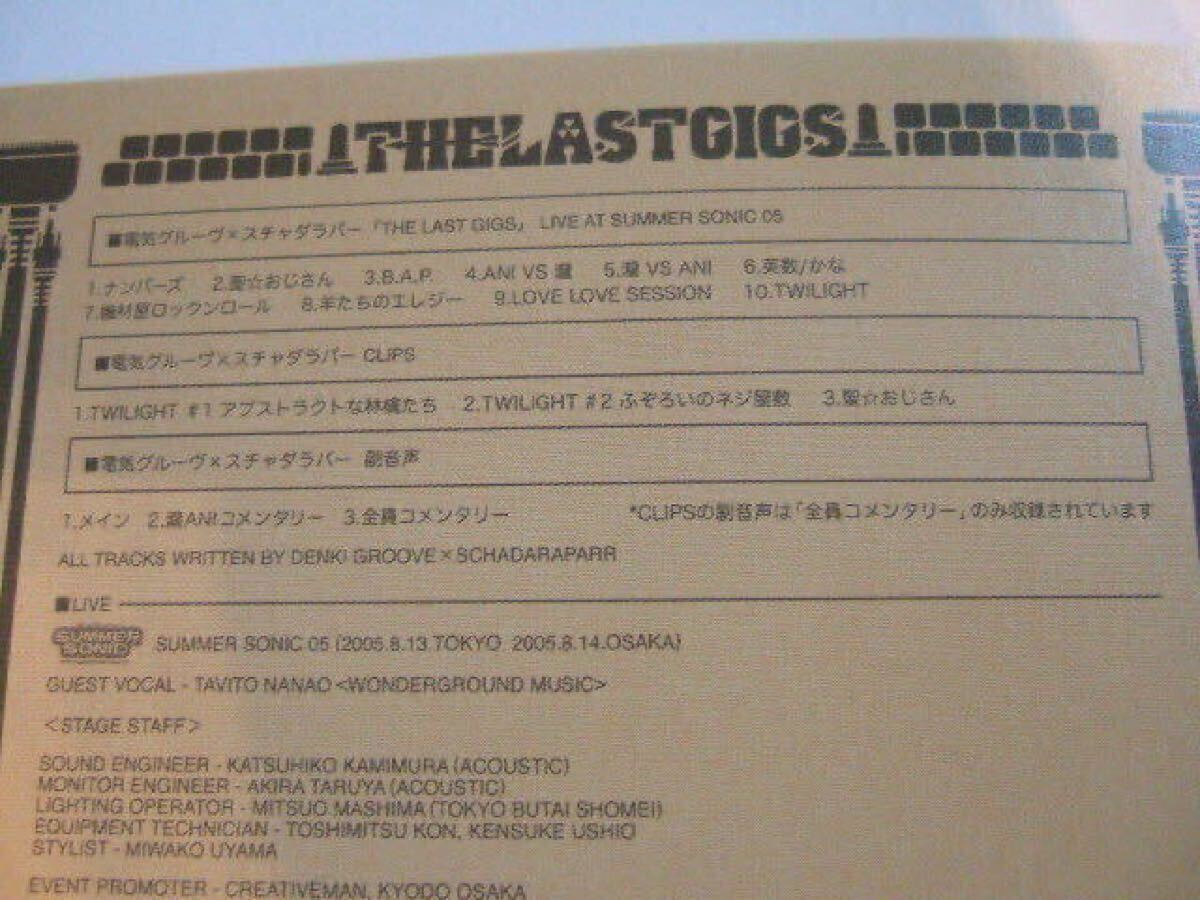 THE LAST GIGS
■電気グルーヴ×スチャダラパー「THE LAST GIGS」 LIVE AT SUMMER SONIC 05
1.ナンバーズ 2.聖☆おじさん 3.B.A.P. 4.ANI VS 瀧 5.瀧 VS ANI 6.英数/かな
7.機材屋ロックンロール 8.羊たちのエレジー 9.LOVE LOVE SESSION 10.TWILIGHT
■電気グルーヴ×スチャダラパー CLIPS
1.TWILIGHT #1 アブストラクトな林檎たち 2.TWILIGHT #2 ふぞろいのネジ屋敷 3.聖☆おじさん
■電気グルーヴ×スチャダラパー 副音声
1.メイン 2.瀧ANIコメンタリー 3.全員コメンタリー *CLIPSの副音声は「全員コメンタリー」のみ収録されています
ALL TRACKS WRITTEN BY DENKI GROOVE×SCHADARAPARR
■LIVE
SUMMER SONIC SUMMER SONIC 05 (2005.8.13.TOKYO 2005.8.14.OSAKA)
GUEST VOCAL - TAVITO NANAO <WONDERGROUND MUSIC>
<STAGE STAFF>
SOUND ENGINEER - KATSUHIKO KAMIMURA (ACOUSTIC)
MONITOR ENGINEER - AKIRA TARUYA (ACOUSTIC)
LIGHTING OPERATOR - MITSUO MASHIMA (TOKYO BUTAI SHOMEI)
EQUIPMENT TECHNICIAN - TOSHIMITSU KON, KENSUKE USHIO
STYLIST - MIWAKO UYAMA
EVENT PROMOTER - CREATIVEMAN, KYODO OSAKA